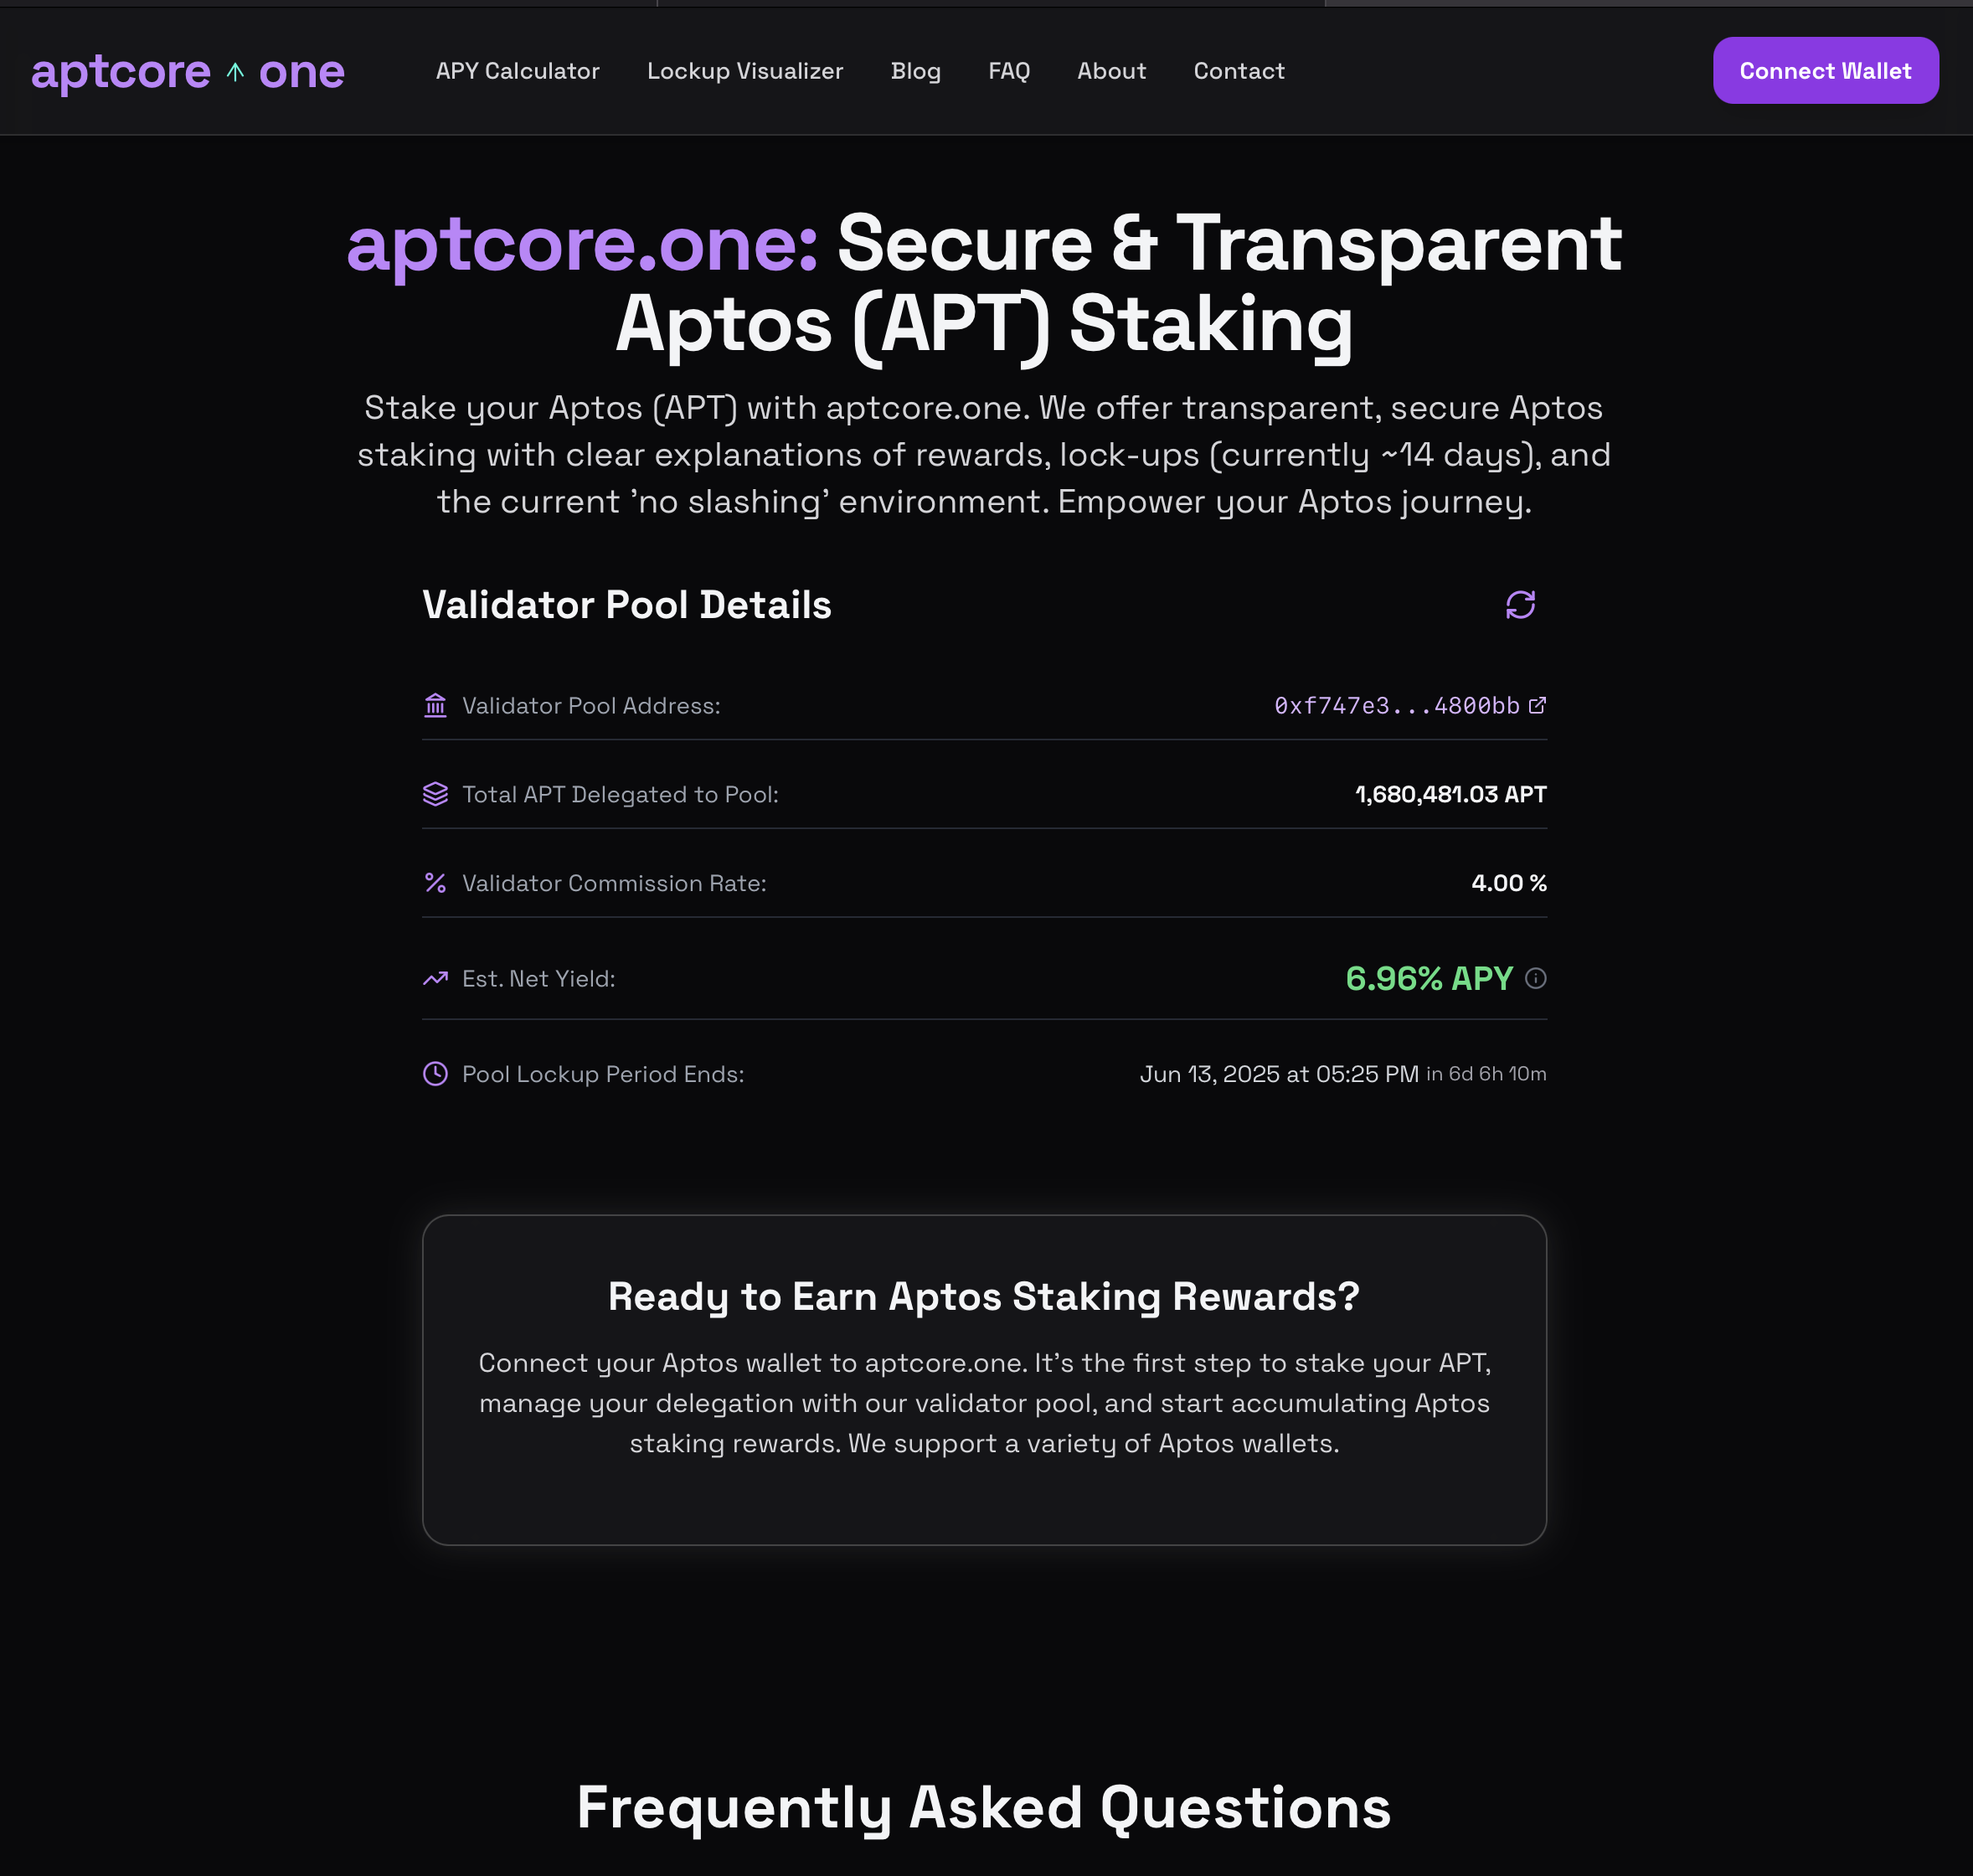 aptcore one
APY Calculator
Lockup Visualizer
Blog
FAQ
About
Contact
Connect Wallet
aptcore.one: Secure & Transparent
Aptos (APT) Staking
Stake your Aptos (APT) with aptcore.one. We offer transparent, secure Aptos
staking with clear explanations of rewards, lock-ups (currently ~14 days), and
the current 'no slashing' environment. Empower your Aptos journey.
Validator Pool Details
Validator Pool Address: 0xf747e3...4800bb
Total APT Delegated to Pool: 1,680,481.03 APT
Validator Commission Rate: 4.00 %
Est. Net Yield: 6.96% APY
Pool Lockup Period Ends: Jun 13, 2025 at 05:25 PM in 6d 6h 10m
Ready to Earn Aptos Staking Rewards?
Connect your Aptos wallet to aptcore.one. It's the first step to stake your APT,
manage your delegation with our validator pool, and start accumulating Aptos
staking rewards. We support a variety of Aptos wallets.
Frequently Asked Questions